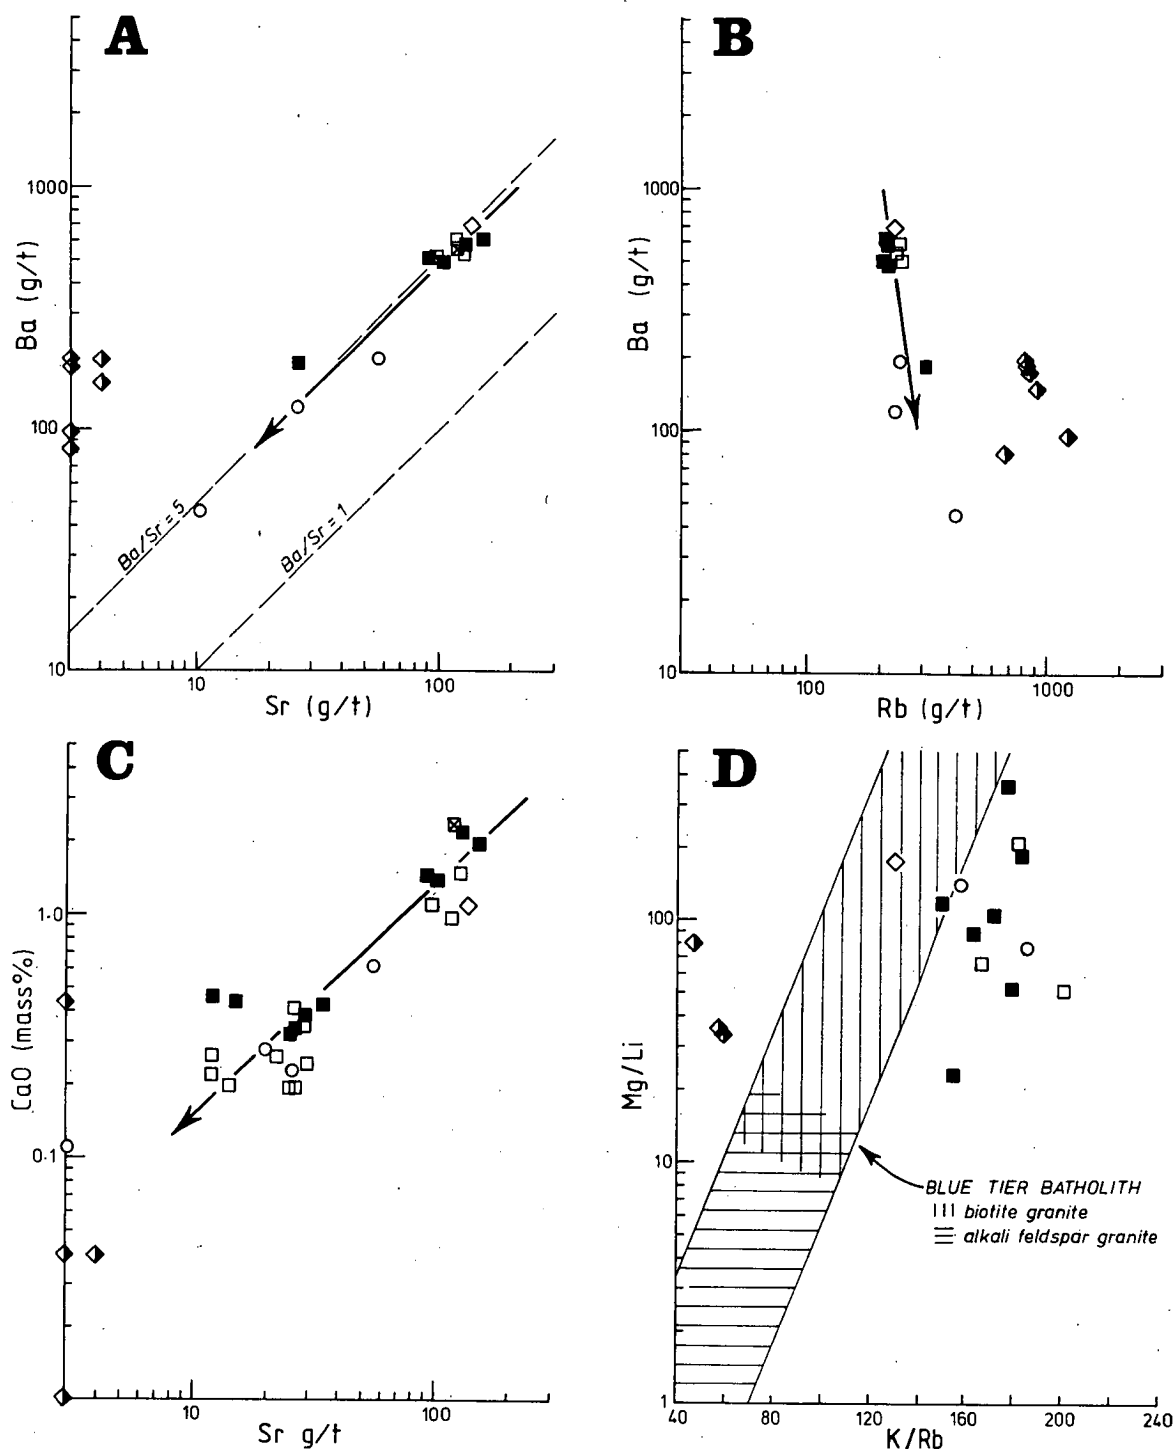 A
Ba (g/t)
1000
100
10
Ba/Sr = 5
Ba/Sr = 1
10
100
Sr (g/t)
B
Ba (g/t)
1000
100
10
100
1000
Rb (g/t)
C
CaO (mass%)
1.0
0.1
10
100
Sr g/t
D
Mg/Li
100
10
1
BLUE TIER BATHOLITH
biotite granite
alkali feldspar granite
40
80
120
160
200
240
K/Rb